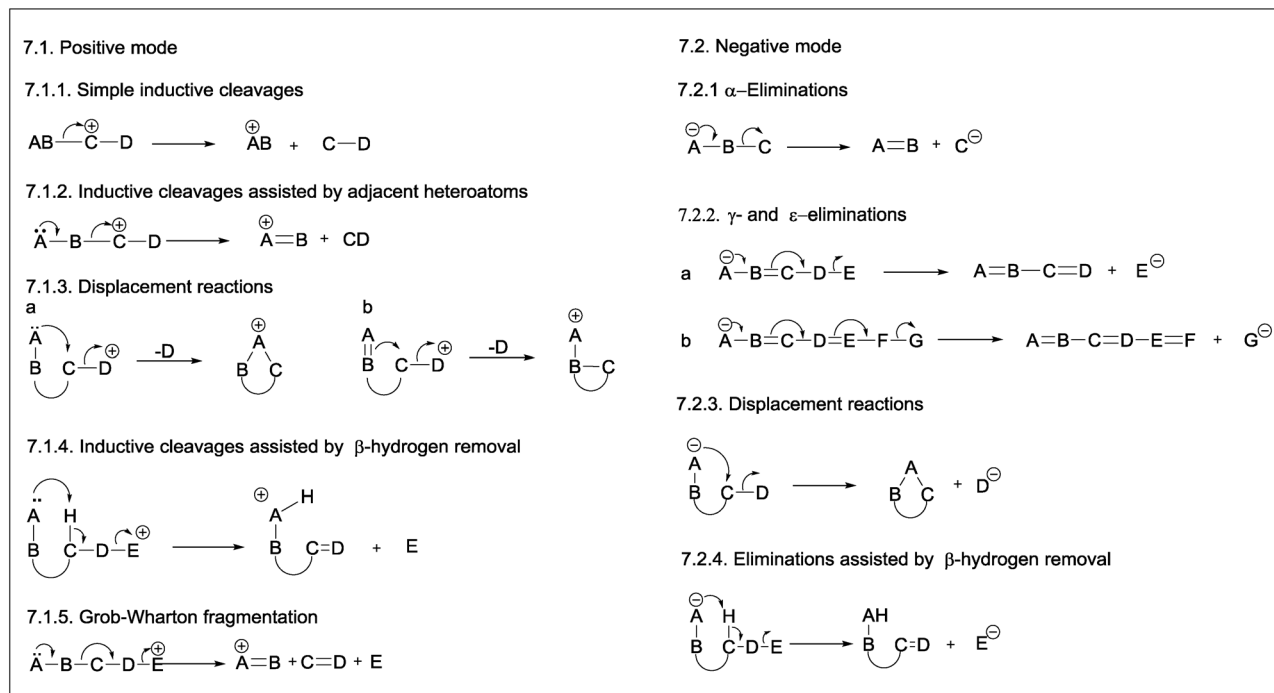 7.1. Positive mode
7.1.1. Simple inductive cleavages
AB—C⊕—D → AB⊕ + C—D
7.1.2. Inductive cleavages assisted by adjacent heteroatoms
Ä—B—C⊕—D → A⊕=B + CD
7.1.3. Displacement reactions
a
b
Ä
B C—D⊕
-D
A⊕
B C
A
B C—D⊕
-D
A⊕
B—C
7.1.4. Inductive cleavages assisted by β-hydrogen removal
Ä H
B C—D—E⊕
A⊕ H
B C=D + E
7.1.5. Grob-Wharton fragmentation
Ä—B—C—D—E⊕ → A⊕=B + C=D + E
7.2. Negative mode
7.2.1 α–Eliminations
A⊖—B—C → A=B + C⊖
7.2.2. γ- and ε–eliminations
a A⊖—B=C—D—E → A=B—C=D + E⊖
b A⊖—B=C—D=E—F—G → A=B—C=D—E=F + G⊖
7.2.3. Displacement reactions
A⊖
B C—D
A
B C + D⊖
7.2.4. Eliminations assisted by β-hydrogen removal
A⊖ H
B C—D—E
AH
B C=D + E⊖